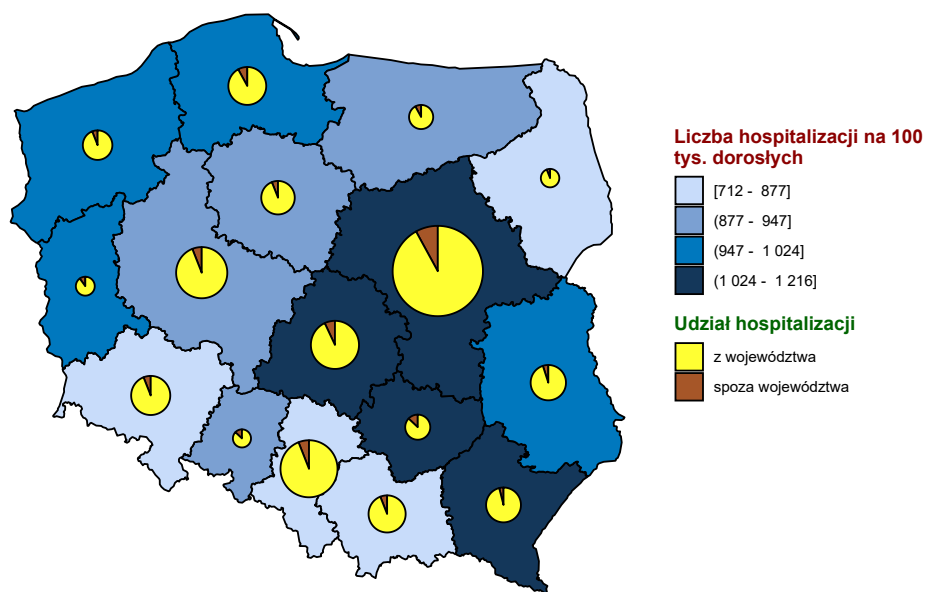 Liczba hospitalizacji na 100
tys. dorosłych
[712 - 877]
(877 - 947]
(947 - 1 024]
(1 024 - 1 216]
Udział hospitalizacji
z województwa
spoza województwa